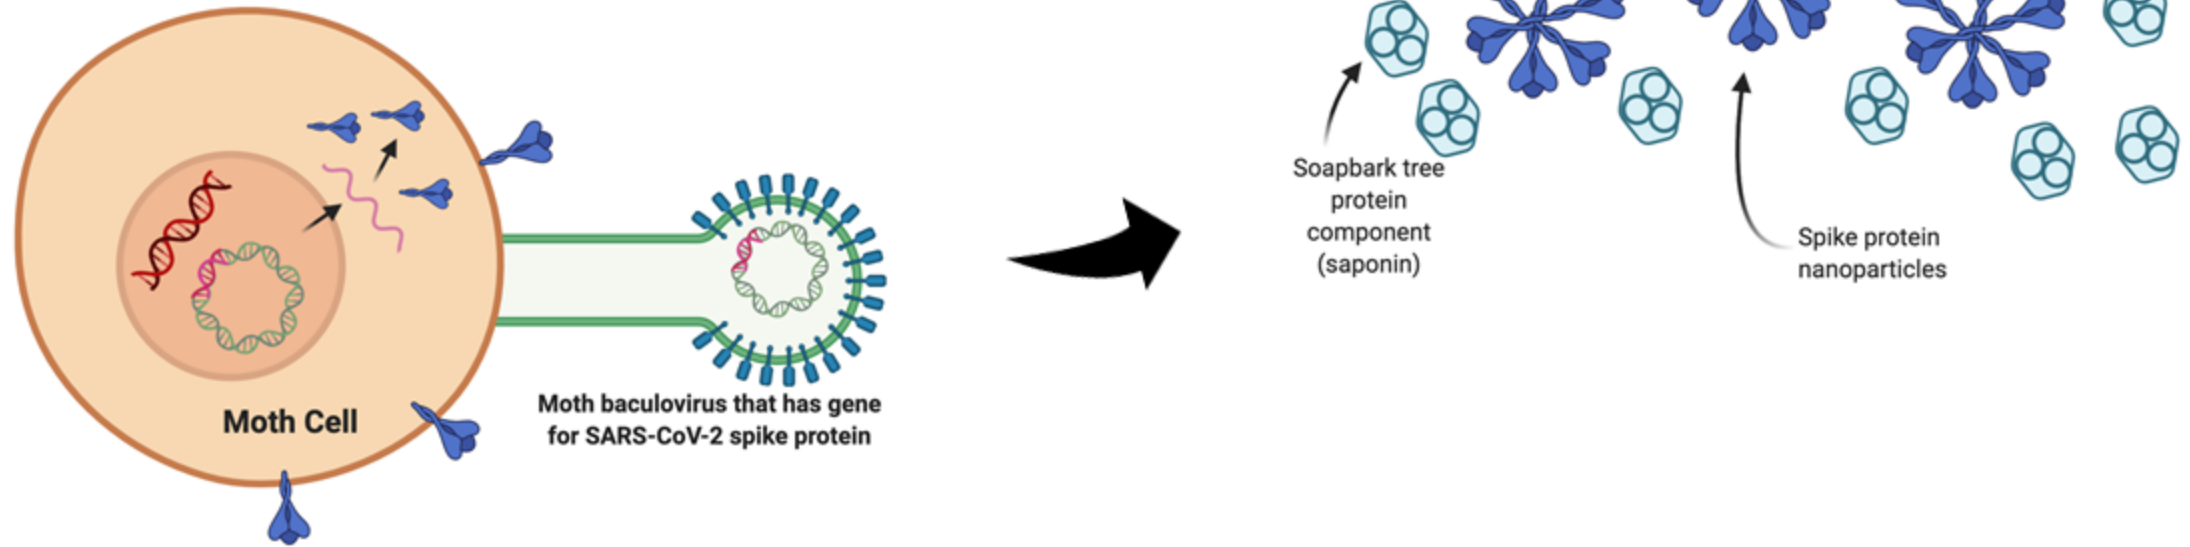 Moth Cell
Moth baculovirus that has gene
for SARS-CoV-2 spike protein
Soapbark tree
protein
component
(saponin)
Spike protein
nanoparticles